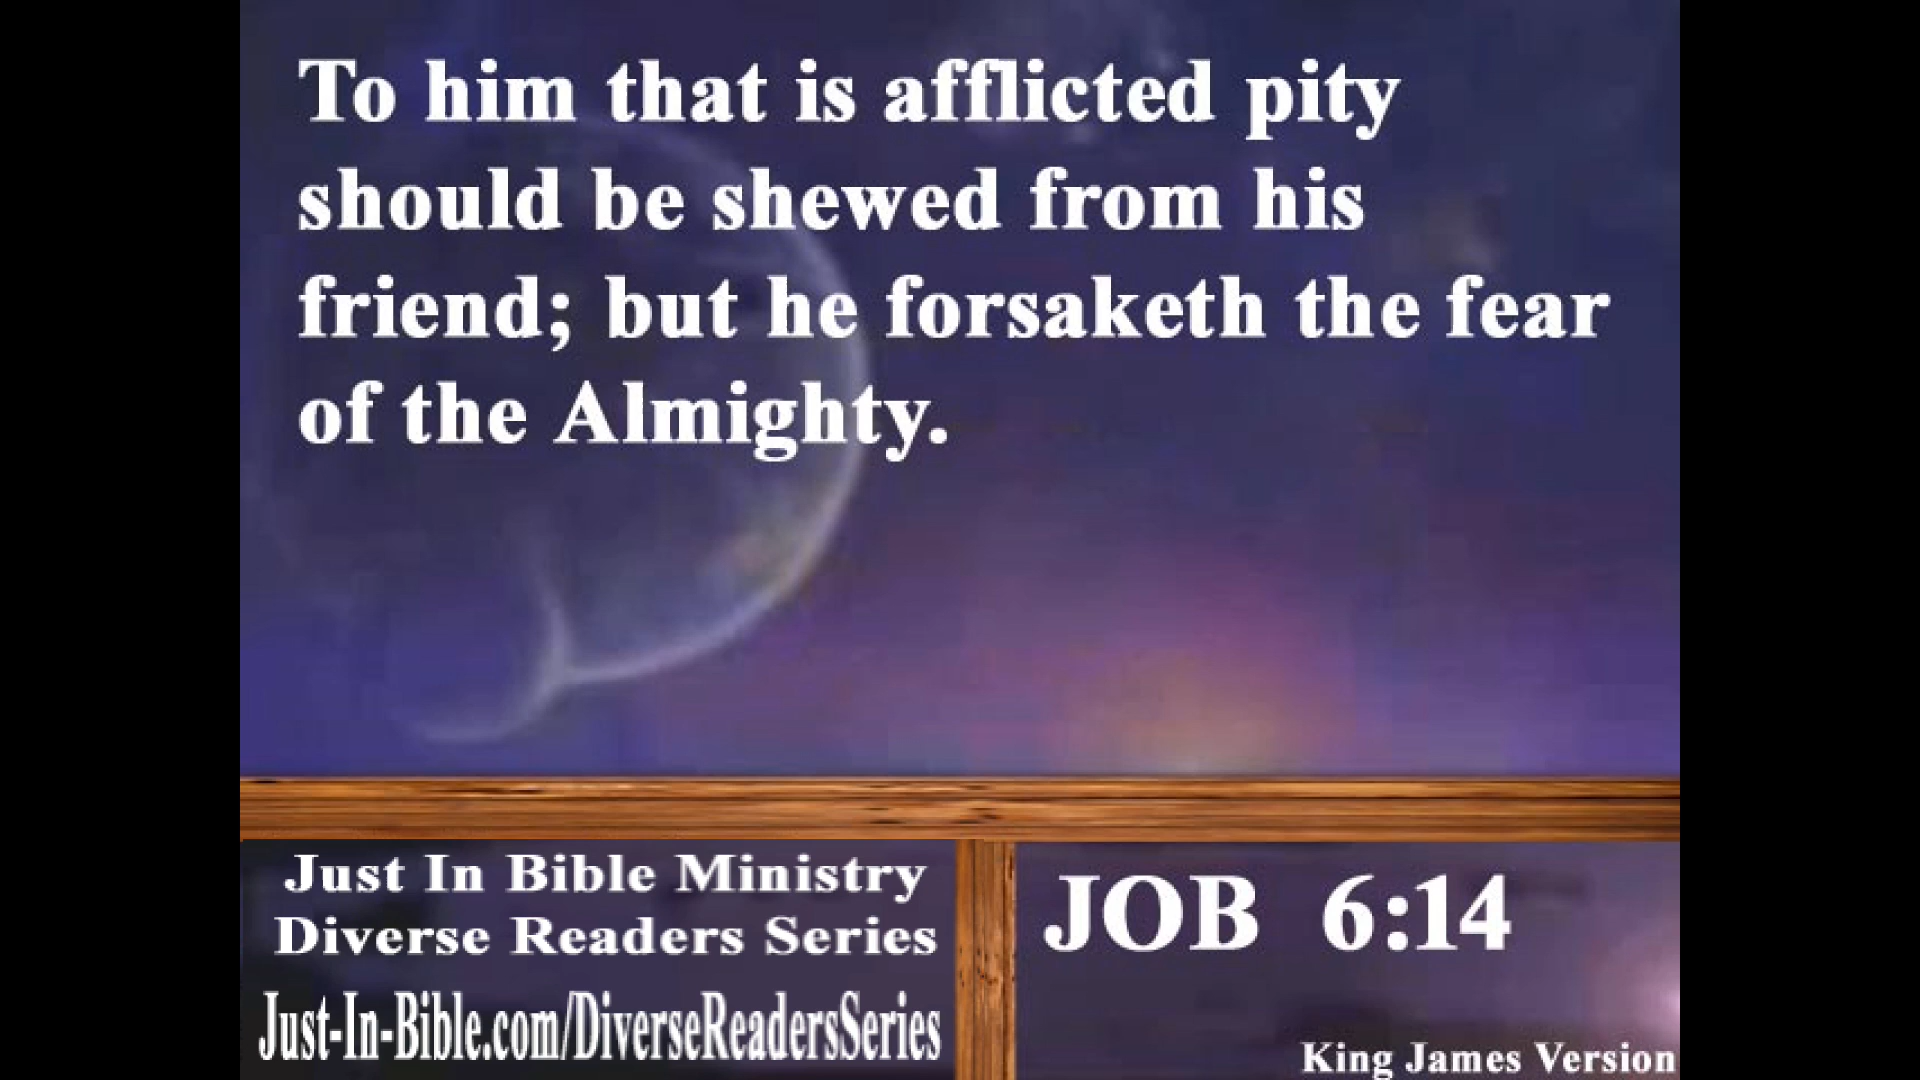 To him that is afflicted pity
should be shewed from his
friend; but he forsaketh the fear
of the Almighty.
Just In Bible Ministry
Diverse Readers Series
Just-In-Bible.com/DiverseReadersSeries
JOB 6:14
King James Version